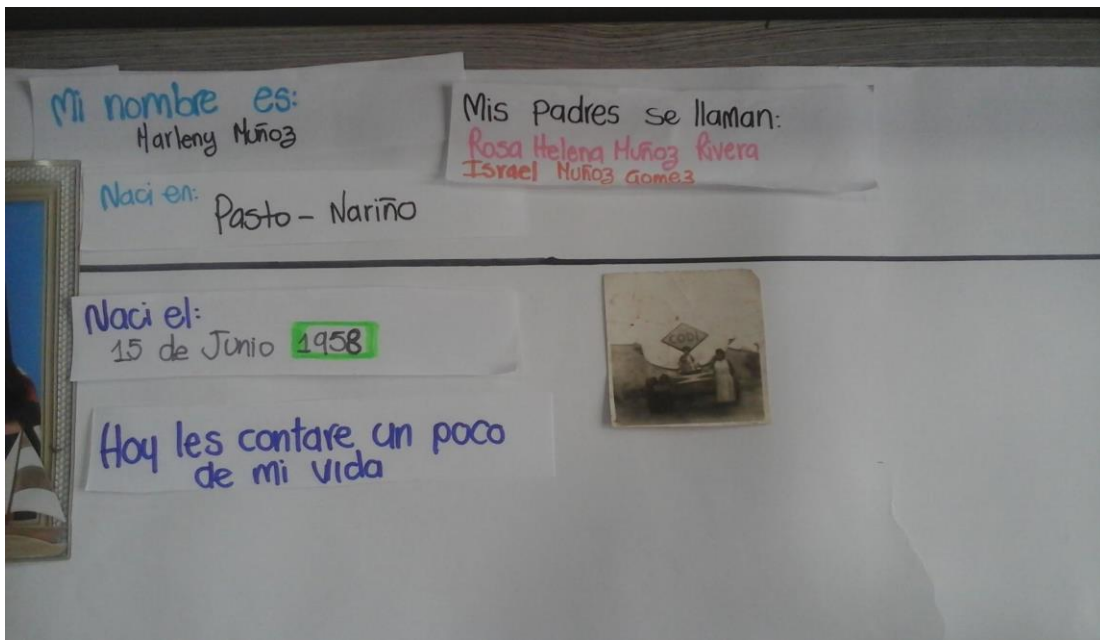 Mi nombre es:
Marleny Muñoz
Mis padres se llaman:
Rosa Helena Muñoz Rivera
Israel Muñoz Gomez
Naci en:
Pasto - Nariño
Naci el:
15 de Junio 1958
Hoy les contare un poco
de mi vida